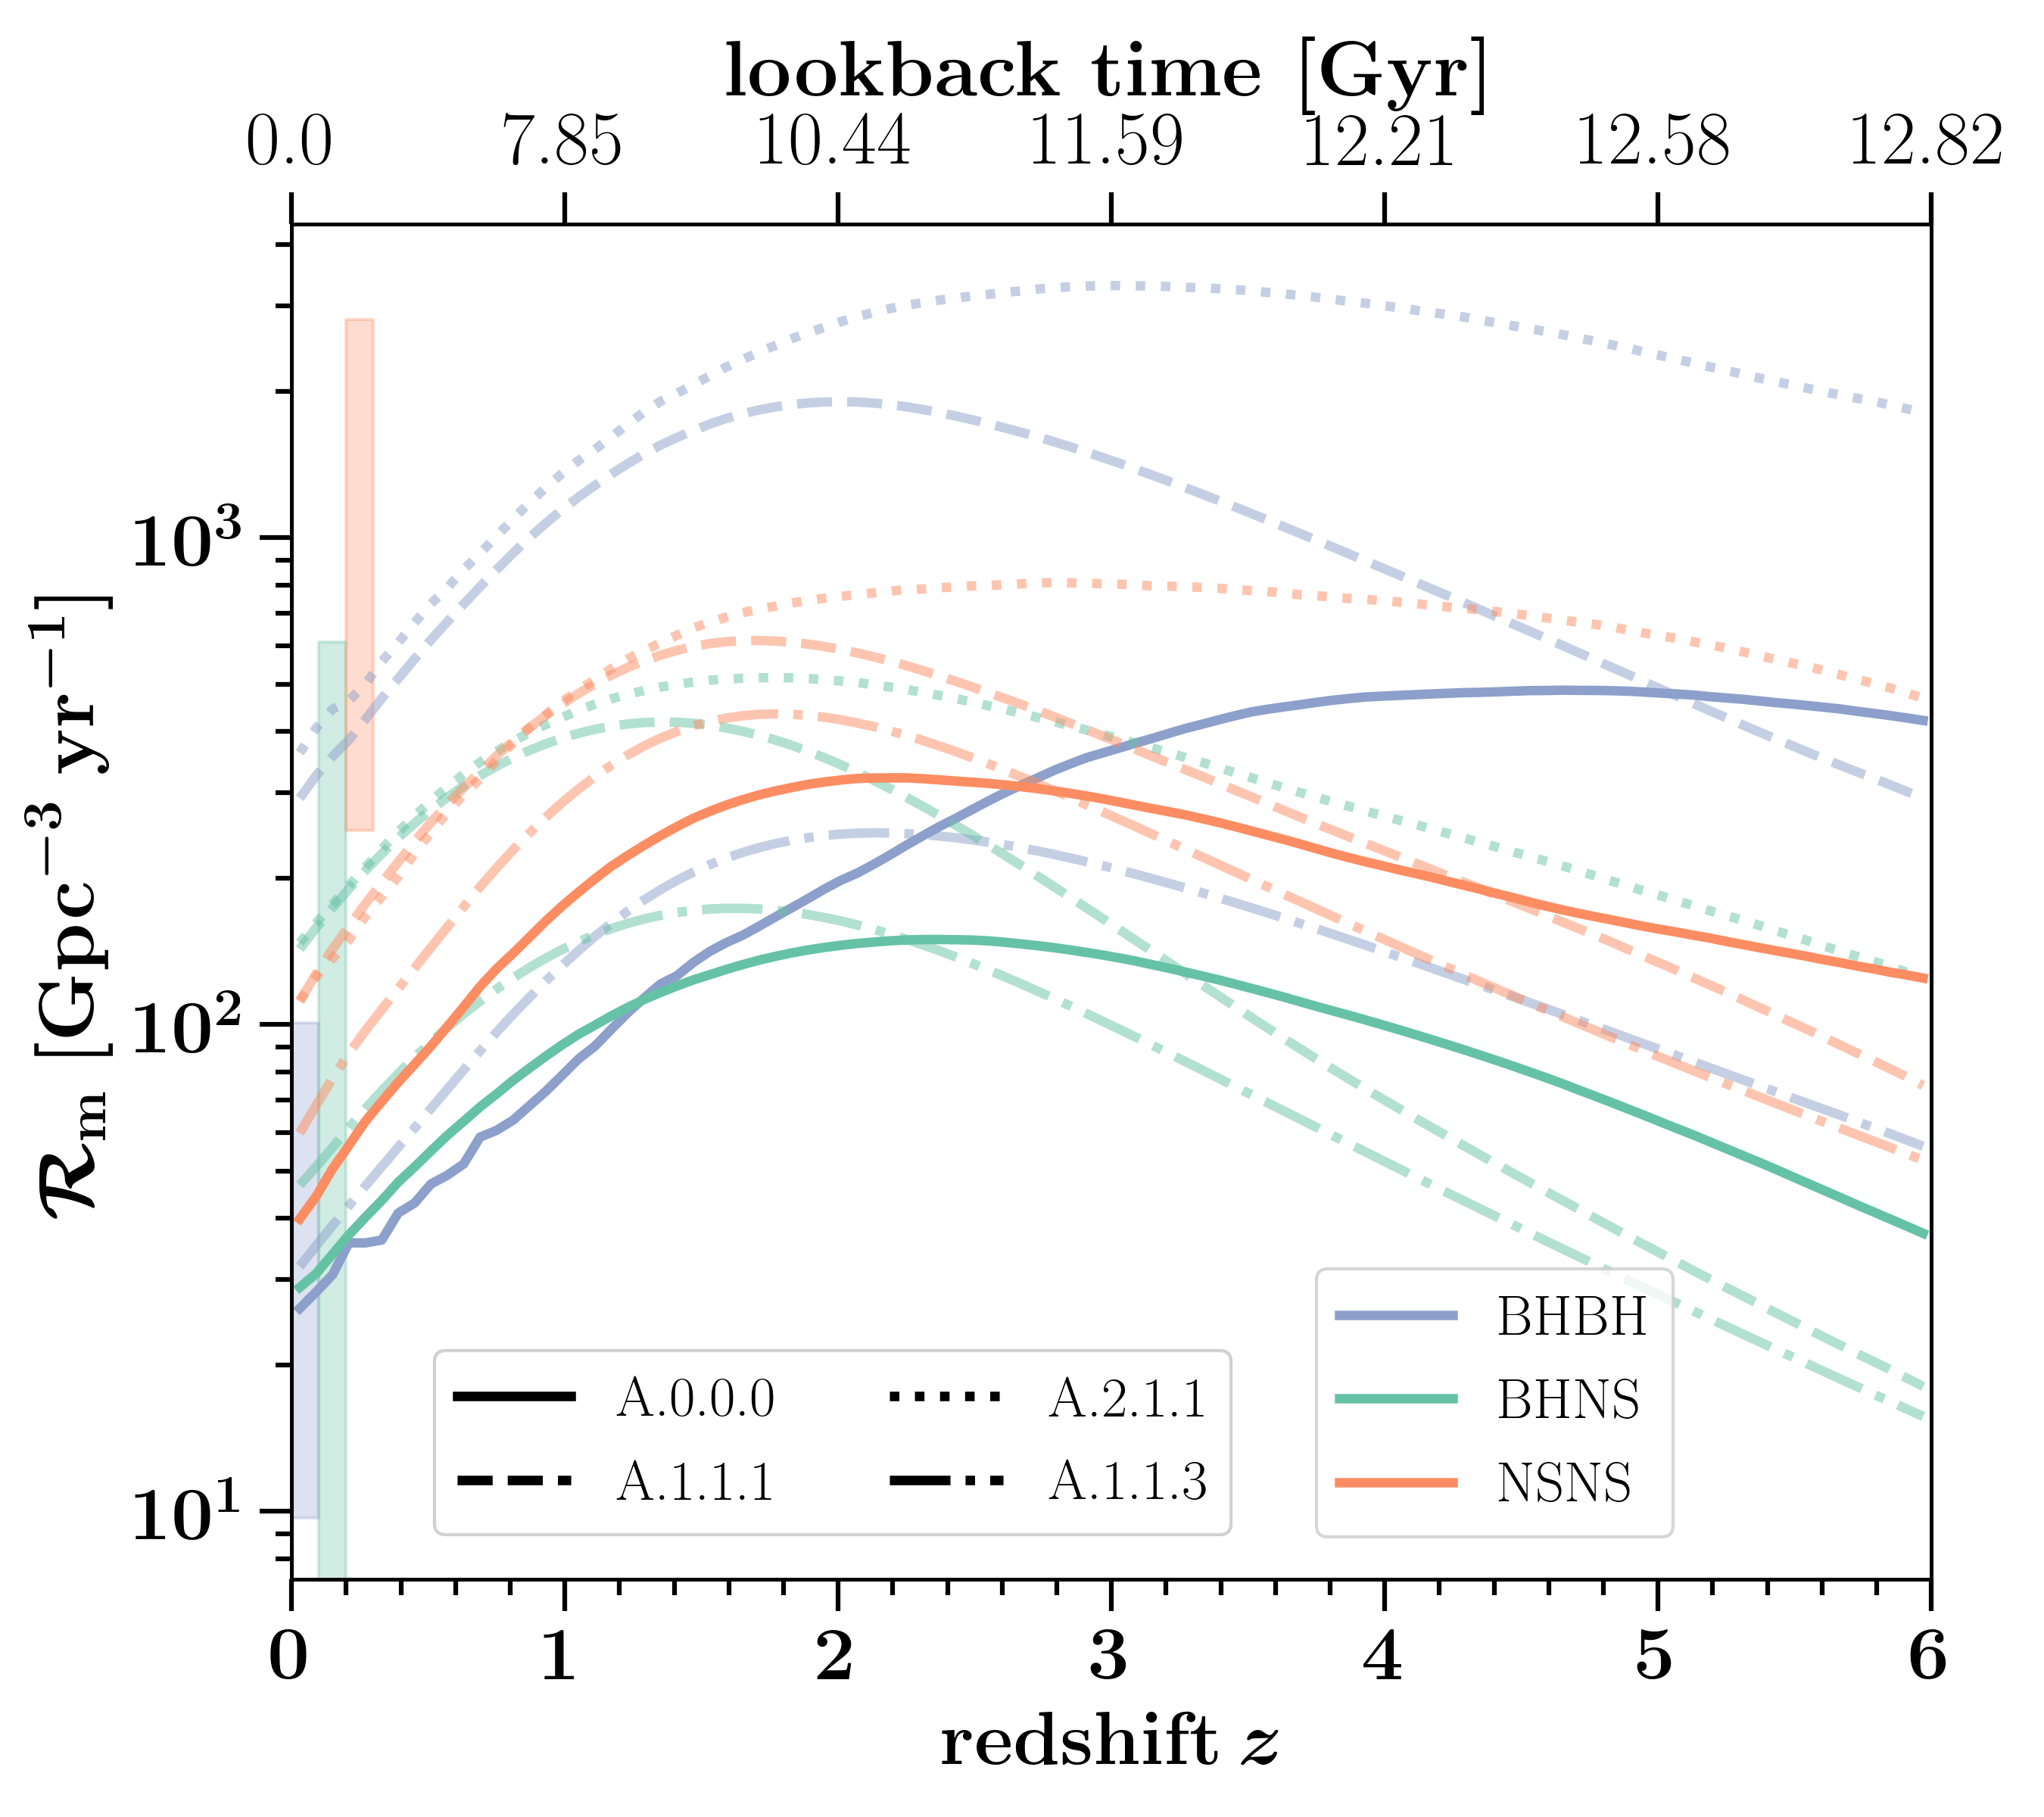 lookback time [Gyr]
0.0 7.85 10.44 11.59 12.21 12.58 12.82
ℛₘ [Gpc⁻³ yr⁻¹]
10³
10²
10¹
BHBH
BHNS
NSNS
A.0.0.0 A.2.1.1
A.1.1.1 A.1.1.3
0 1 2 3 4 5 6
redshift z